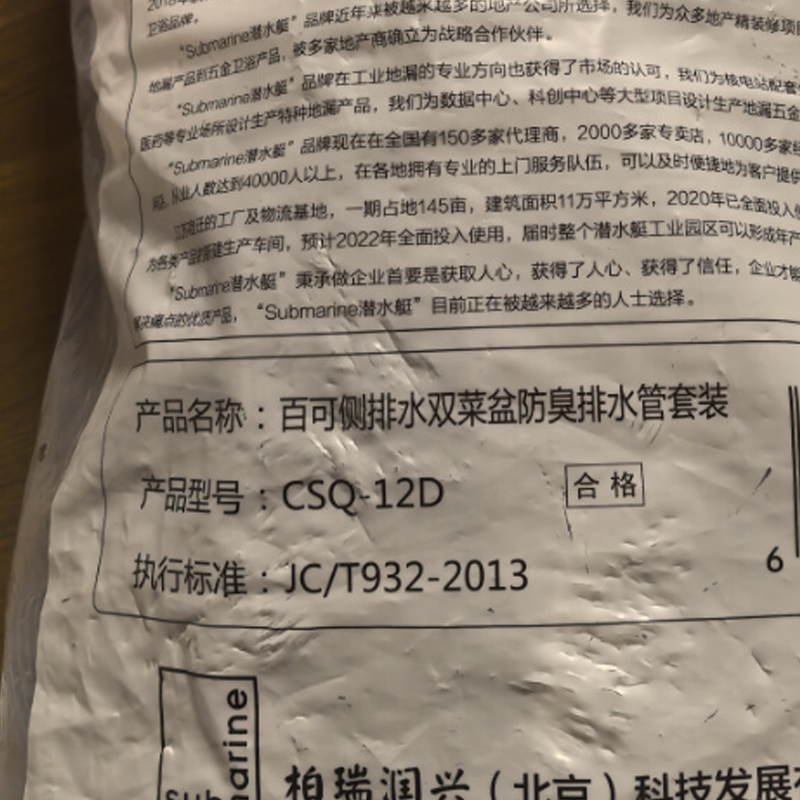 卫浴品牌。
“Submarine潜水艇”品牌近年来被越来越多的地产公司所选择，我们为众多地产精装修项目
地漏产品到五金卫浴产品，被多家地产商确立为战略合作伙伴。
“Submarine潜水艇”品牌在工业地漏的专业方向也获得了市场的认可，我们为核电站配套
医药等专业场所设计生产特种地漏产品，我们为数据中心、科创中心等大型项目设计生产地漏五金
“Submarine潜水艇”品牌现在在全国有150多家代理商，2000多家专卖店，10000多家
从业人数达到40000人以上，在各地拥有专业的上门服务队伍，可以及时便捷地为客户提供
的工厂及物流基地，一期占地145亩，建筑面积11万平方米，2020年已全面投入使
为各类产品搭建生产车间，预计2022年全面投入使用，届时整个潜水艇工业园区可以形成年产
“Submarine潜水艇”秉承做企业首要是获取人心，获得了人心、获得了信任，企业才能
解决痛点的优质产品，“Submarine潜水艇”目前正在被越来越多的人士选择。
产品名称：百可侧排水双菜盆防臭排水管套装
产品型号：CSQ-12D
合格
执行标准：JC/T932-2013
6
Submarine
柏瑞润兴（北京）科技发展